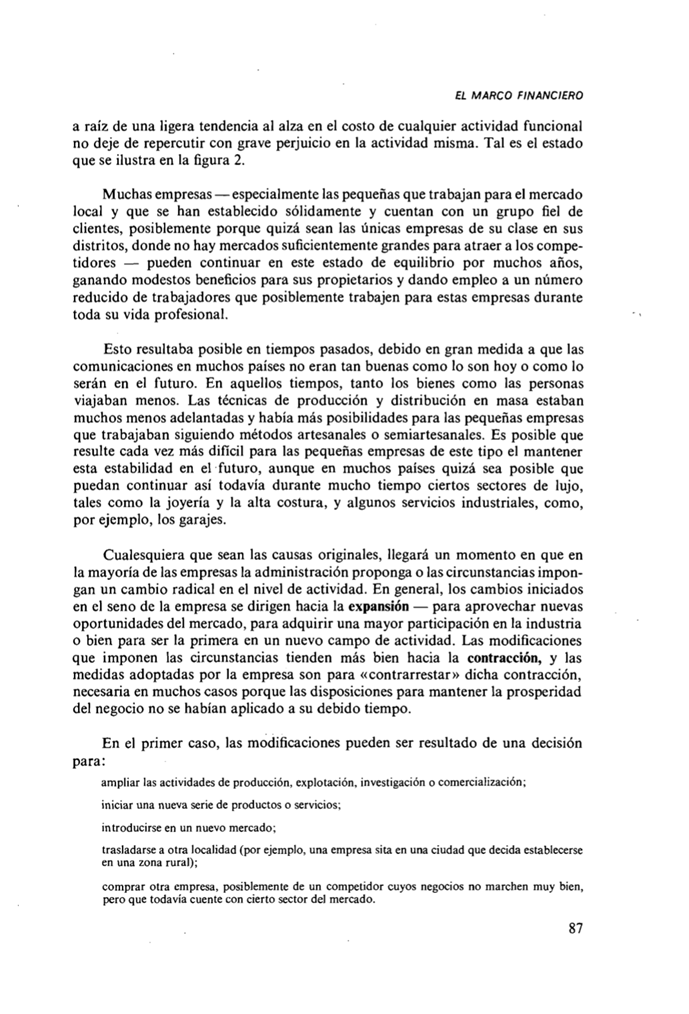 EL MARCO FINANCIERO
a raíz de una ligera tendencia al alza en el costo de cualquier actividad funcional
no deje de repercutir con grave perjuicio en la actividad misma. Tal es el estado
que se ilustra en la figura 2.
Muchas empresas — especialmente las pequeñas que trabajan para el mercado
local y que se han establecido sólidamente y cuentan con un grupo fiel de
clientes, posiblemente porque quizá sean las únicas empresas de su clase en sus
distritos, donde no hay mercados suficientemente grandes para atraer a los compe-
tidores — pueden continuar en este estado de equilibrio por muchos años,
ganando modestos beneficios para sus propietarios y dando empleo a un número
reducido de trabajadores que posiblemente trabajen para estas empresas durante
toda su vida profesional.
Esto resultaba posible en tiempos pasados, debido en gran medida a que las
comunicaciones en muchos países no eran tan buenas como lo son hoy o como lo
serán en el futuro. En aquellos tiempos, tanto los bienes como las personas
viajaban menos. Las técnicas de producción y distribución en masa estaban
muchos menos adelantadas y había más posibilidades para las pequeñas empresas
que trabajaban siguiendo métodos artesanales o semiartesanales. Es posible que
resulte cada vez más difícil para las pequeñas empresas de este tipo el mantener
esta estabilidad en el futuro, aunque en muchos países quizá sea posible que
puedan continuar así todavía durante mucho tiempo ciertos sectores de lujo,
tales como la joyería y la alta costura, y algunos servicios industriales, como,
por ejemplo, los garajes.
Cualesquiera que sean las causas originales, llegará un momento en que en
la mayoría de las empresas la administración proponga o las circunstancias impon-
gan un cambio radical en el nivel de actividad. En general, los cambios iniciados
en el seno de la empresa se dirigen hacia la expansión — para aprovechar nuevas
oportunidades del mercado, para adquirir una mayor participación en la industria
o bien para ser la primera en un nuevo campo de actividad. Las modificaciones
que imponen las circunstancias tienden más bien hacia la contracción, y las
medidas adoptadas por la empresa son para «contrarrestar» dicha contracción,
necesaria en muchos casos porque las disposiciones para mantener la prosperidad
del negocio no se habían aplicado a su debido tiempo.
En el primer caso, las modificaciones pueden ser resultado de una decisión
para:
ampliar las actividades de producción, explotación, investigación o comercialización;
iniciar una nueva serie de productos o servicios;
introducirse en un nuevo mercado;
trasladarse a otra localidad (por ejemplo, una empresa sita en una ciudad que decida establecerse
en una zona rural);
comprar otra empresa, posiblemente de un competidor cuyos negocios no marchen muy bien,
pero que todavía cuente con cierto sector del mercado.
87